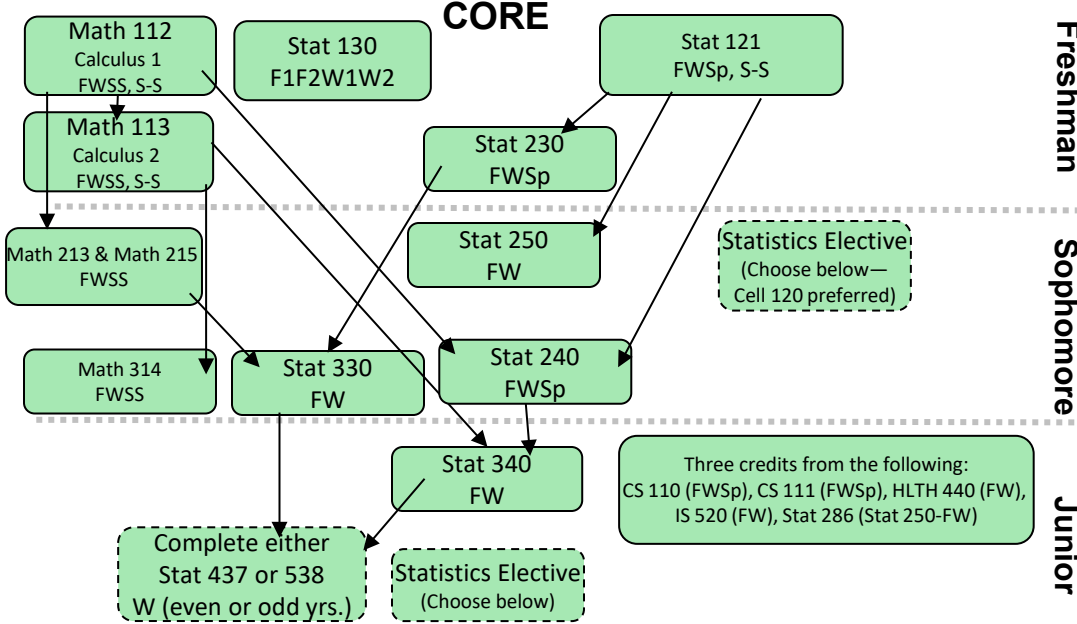 CORE
Math 112
Calculus 1
FWSS, S-S
Stat 130
F1F2W1W2
Stat 121
FWSp, S-S
Freshman
Math 113
Calculus 2
FWSS, S-S
Stat 230
FWSp
Math 213 & Math 215
FWSS
Stat 250
FW
Statistics Elective
(Choose below—
Cell 120 preferred)
Sophomore
Math 314
FWSS
Stat 330
FW
Stat 240
FWSp
Stat 340
FW
Three credits from the following:
CS 110 (FWSp), CS 111 (FWSp), HLTH 440 (FW),
IS 520 (FW), Stat 286 (Stat 250-FW)
Junior
Complete either
Stat 437 or 538
W (even or odd yrs.)
Statistics Elective
(Choose below)